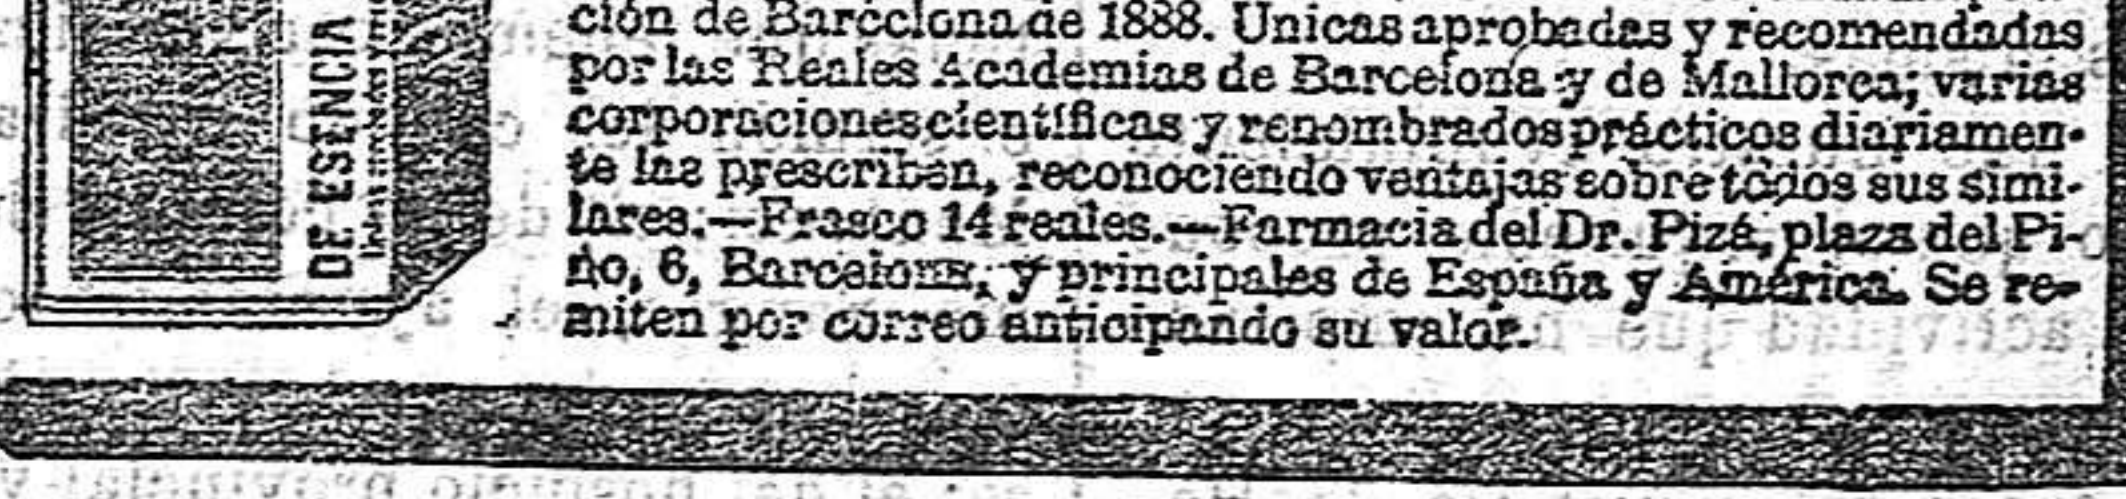 DE ESENCIA
ción de Barcelona de 1888. Unicas aprobadas y recomendadas
por las Reales Academias de Barcelona y de Mallorca; varias
corporaciones científicas y renombrados prácticos diariamen-
te las prescriben, reconociendo ventajas sobre todos sus simi-
lares.—Frasco 14 reales.—Farmacia del Dr. Pizá, plaza del Pi-
no, 6, Barcelona, y principales de España y América. Se re-
miten por correo anticipando su valor.